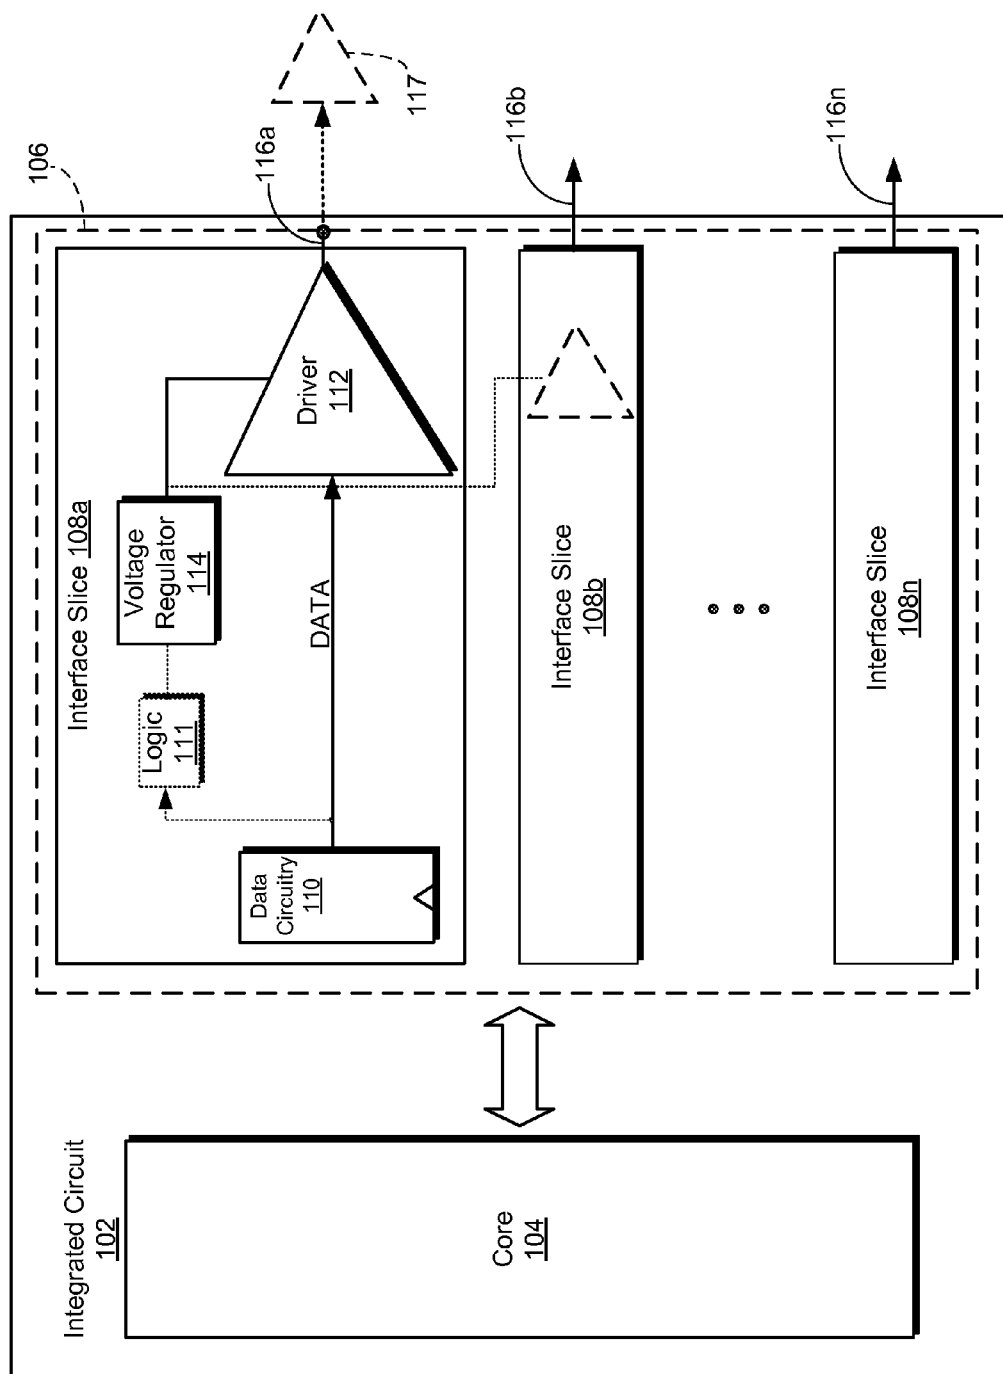 Integrated Circuit
102
Core
104
106
Interface Slice 108a
Data
Circuitry
110
Logic
111
Voltage
Regulator
114
DATA
Driver
112
116a
117
Interface Slice
108b
116b
Interface Slice
108n
116n